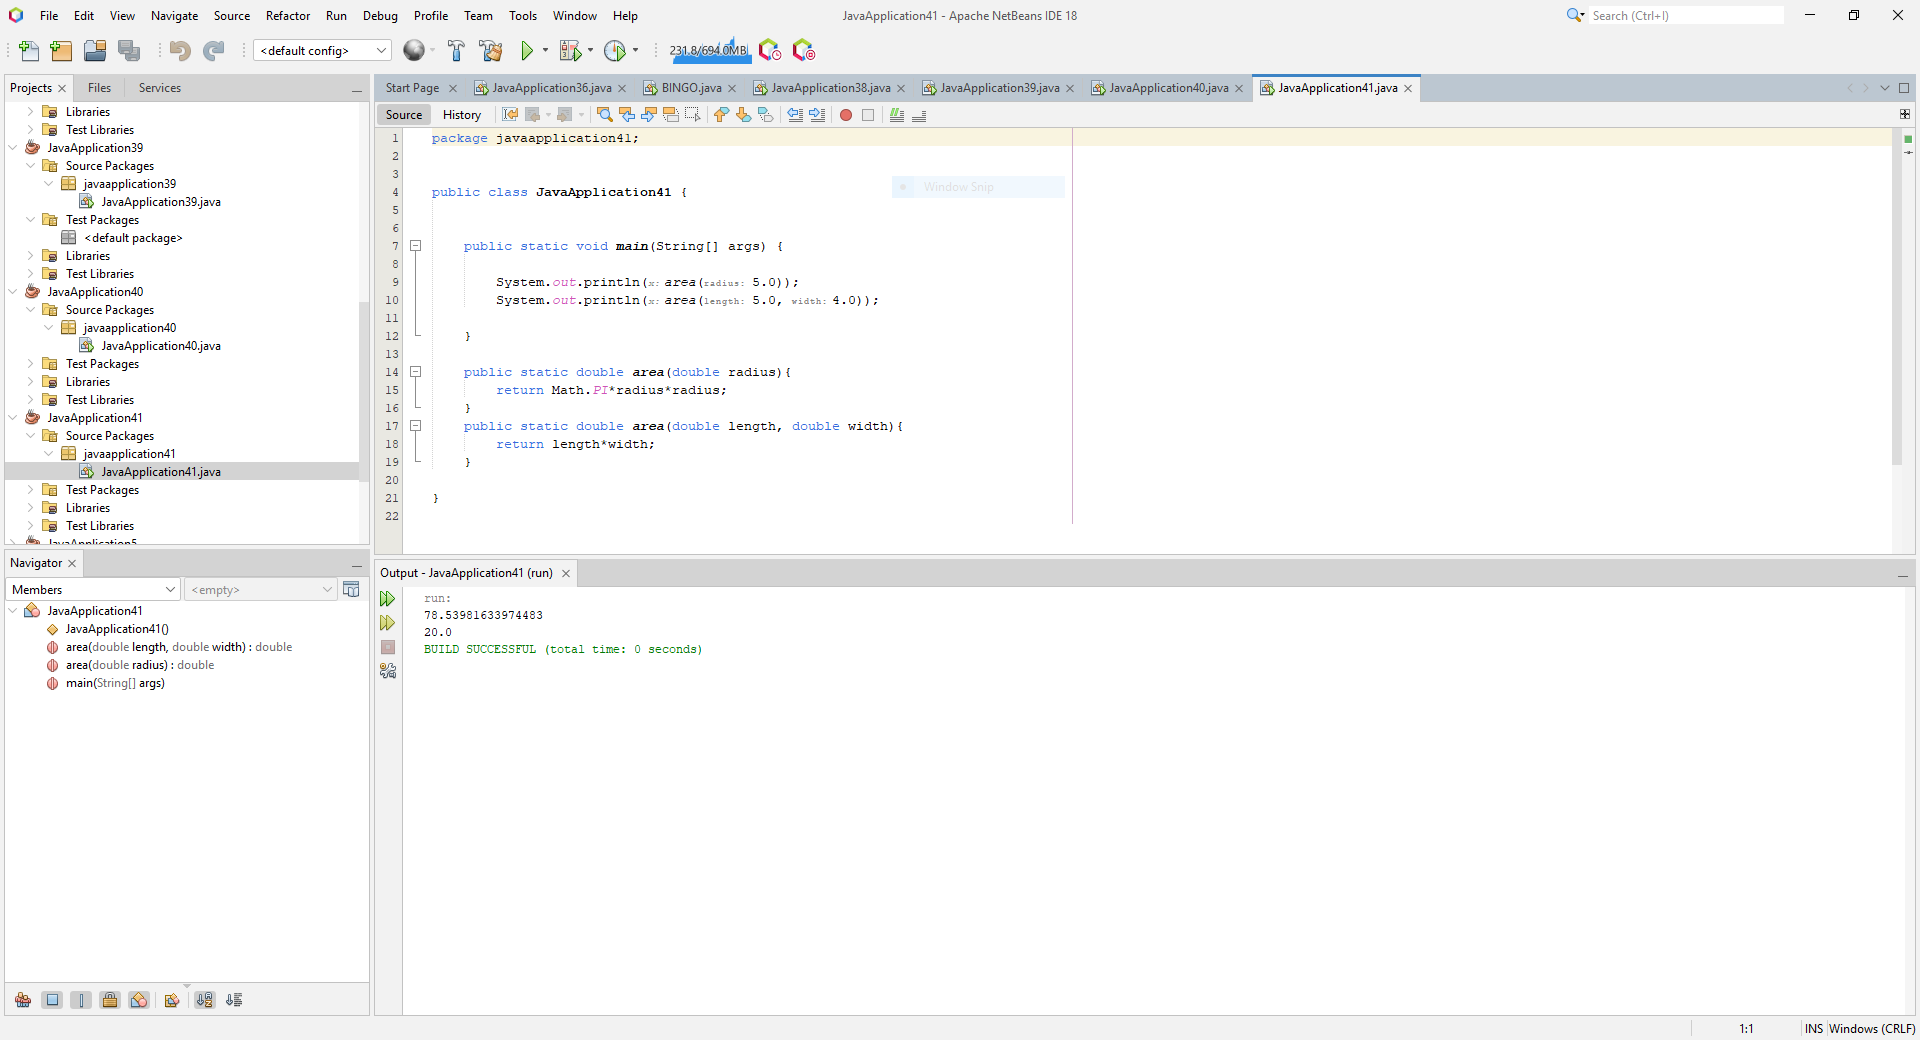 File Edit View Navigate Source Refactor Run Debug Profile Team Tools Window Help
JavaApplication41 - Apache NetBeans IDE 18
Search (Ctrl+I)
<default config>
231.8/694.0MB
Projects Files Services
Libraries
Test Libraries
JavaApplication39
Source Packages
javaapplication39
JavaApplication39.java
Test Packages
<default package>
Libraries
Test Libraries
JavaApplication40
Source Packages
javaapplication40
JavaApplication40.java
Test Packages
Libraries
Test Libraries
JavaApplication41
Source Packages
javaapplication41
JavaApplication41.java
Test Packages
Libraries
Test Libraries
JavaApplication5
Navigator
Members
<empty>
JavaApplication41
JavaApplication41()
area(double length, double width) : double
area(double radius) : double
main(String[] args)
Start Page JavaApplication36.java BINGO.java JavaApplication38.java JavaApplication39.java JavaApplication40.java JavaApplication41.java
Source History
1 package javaapplication41;
2
3
4 public class JavaApplication41 {
Window Snip
5
6
7 public static void main(String[] args) {
8
9 System.out.println(x: area(radius: 5.0));
10 System.out.println(x: area(length: 5.0, width: 4.0));
11
12 }
13
14 public static double area(double radius){
15 return Math.PI*radius*radius;
16 }
17 public static double area(double length, double width){
18 return length*width;
19 }
20
21 }
22
Output - JavaApplication41 (run)
run:
78.53981633974483
20.0
BUILD SUCCESSFUL (total time: 0 seconds)
1:1 INS Windows (CRLF)